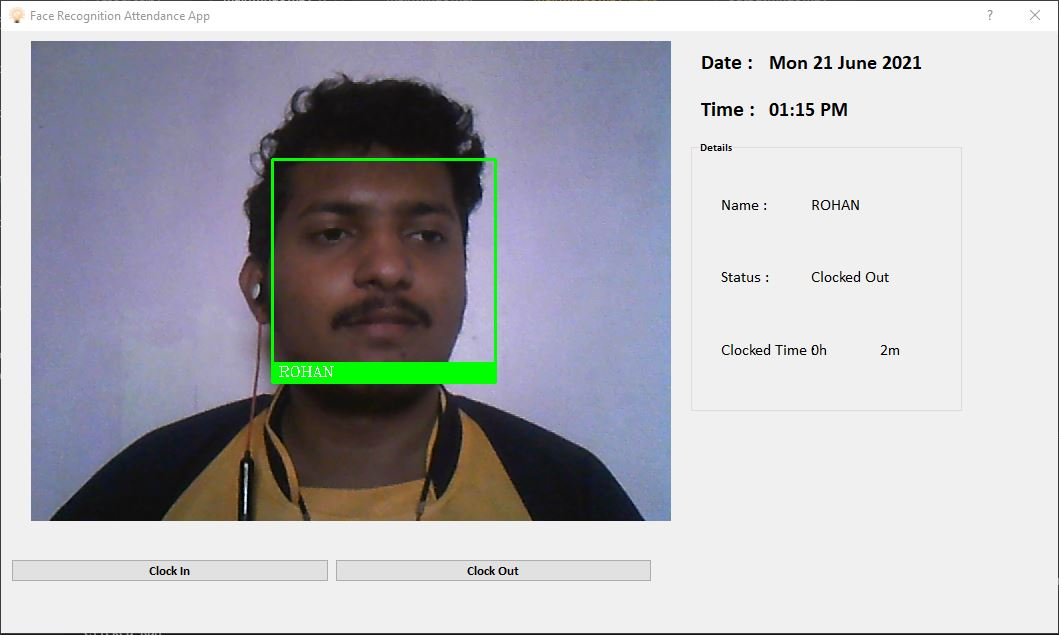 Face Recognition Attendance App
?
Date : Mon 21 June 2021
Time : 01:15 PM
Details
Name : ROHAN
Status : Clocked Out
Clocked Time : 0h 2m
ROHAN
Clock In
Clock Out